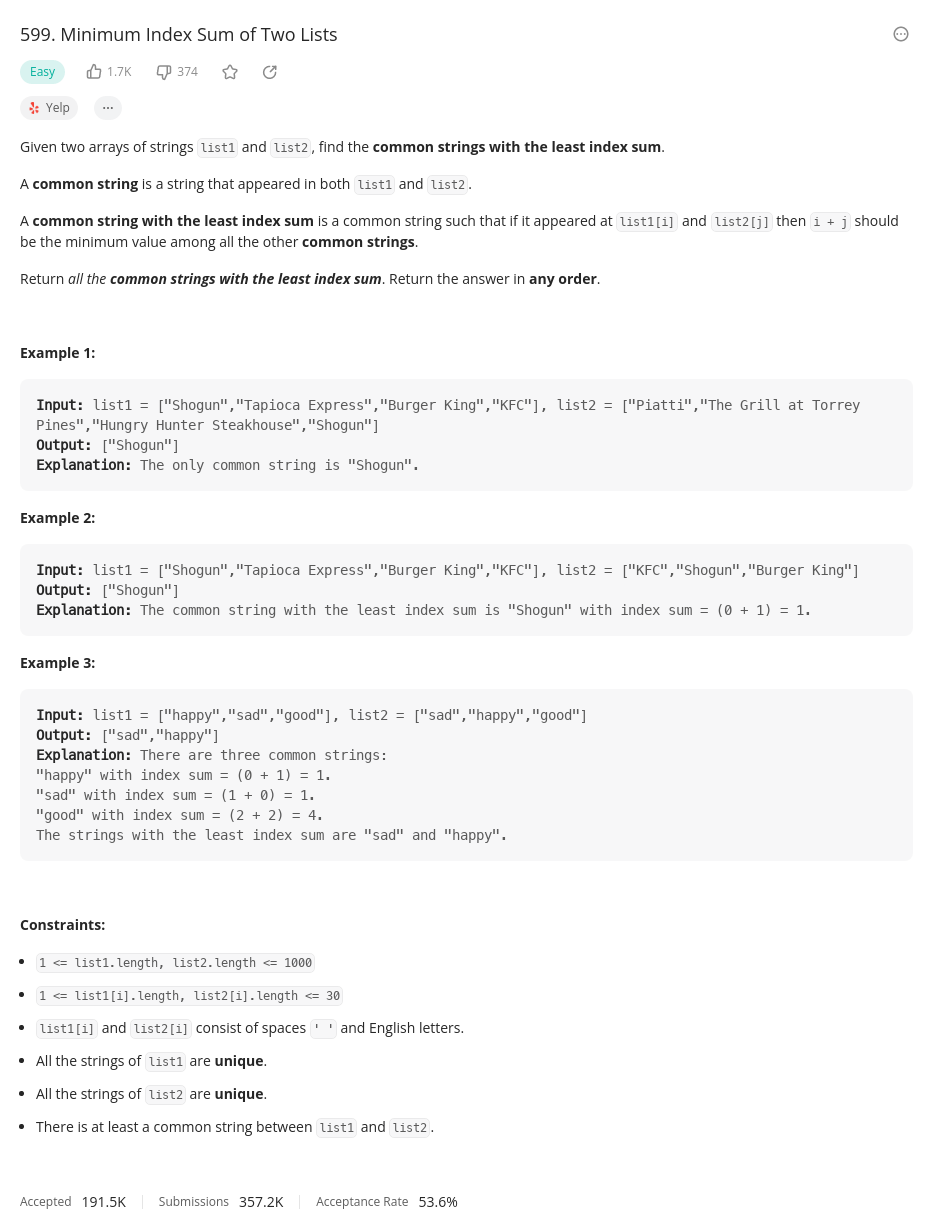 599. Minimum Index Sum of Two Lists
Easy 1.7K 374
Yelp
Given two arrays of strings list1 and list2, find the common strings with the least index sum.
A common string is a string that appeared in both list1 and list2.
A common string with the least index sum is a common string such that if it appeared at list1[i] and list2[j] then i + j should
be the minimum value among all the other common strings.
Return all the common strings with the least index sum. Return the answer in any order.
Example 1:
Input: list1 = ["Shogun","Tapioca Express","Burger King","KFC"], list2 = ["Piatti","The Grill at Torrey
Pines","Hungry Hunter Steakhouse","Shogun"]
Output: ["Shogun"]
Explanation: The only common string is "Shogun".
Example 2:
Input: list1 = ["Shogun","Tapioca Express","Burger King","KFC"], list2 = ["KFC","Shogun","Burger King"]
Output: ["Shogun"]
Explanation: The common string with the least index sum is "Shogun" with index sum = (0 + 1) = 1.
Example 3:
Input: list1 = ["happy","sad","good"], list2 = ["sad","happy","good"]
Output: ["sad","happy"]
Explanation: There are three common strings:
"happy" with index sum = (0 + 1) = 1.
"sad" with index sum = (1 + 0) = 1.
"good" with index sum = (2 + 2) = 4.
The strings with the least index sum are "sad" and "happy".
Constraints:
1 <= list1.length, list2.length <= 1000
1 <= list1[i].length, list2[i].length <= 30
list1[i] and list2[i] consist of spaces ' ' and English letters.
All the strings of list1 are unique.
All the strings of list2 are unique.
There is at least a common string between list1 and list2.
Accepted 191.5K Submissions 357.2K Acceptance Rate 53.6%